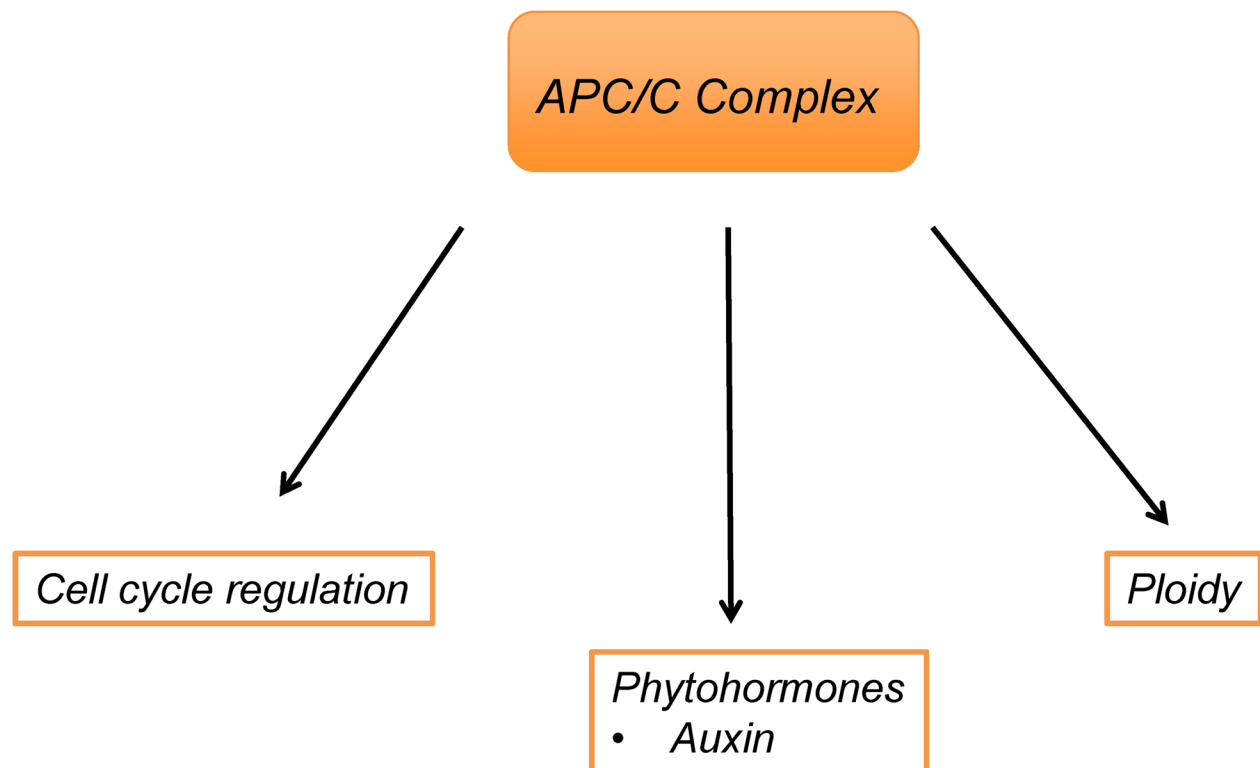 APC/C Complex
Cell cycle regulation
Ploidy
Phytohormones
• Auxin